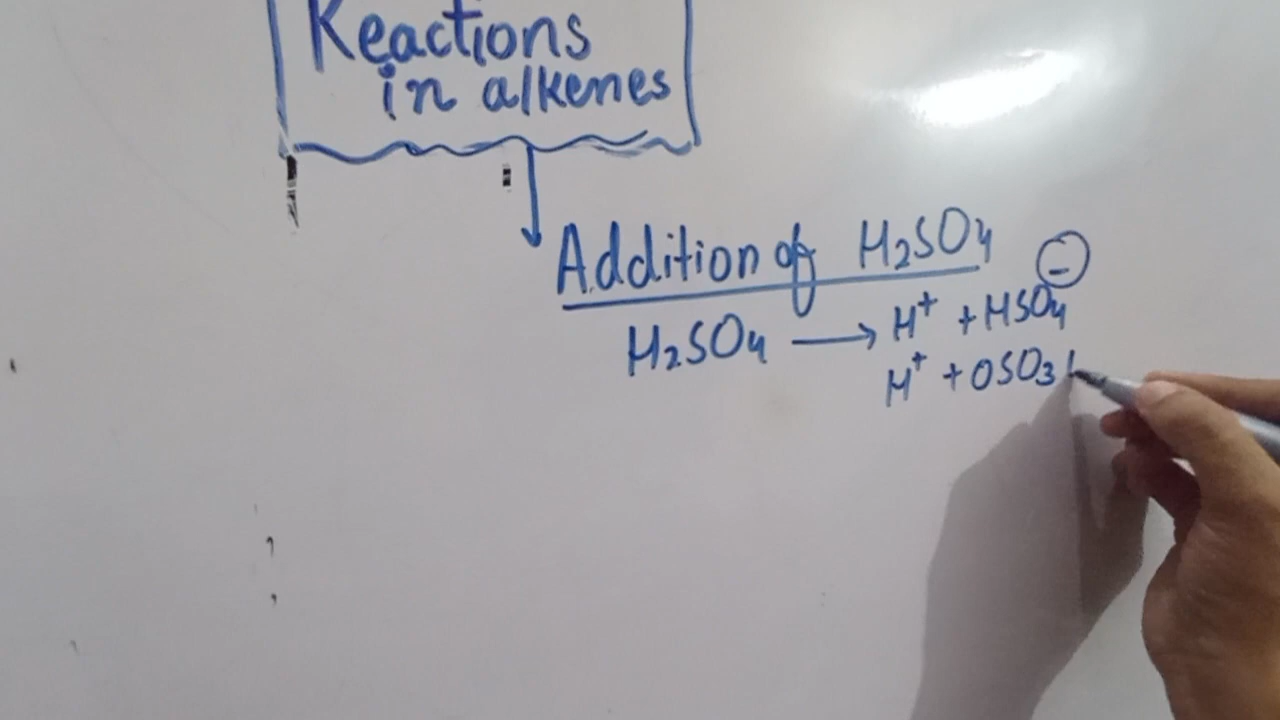 Reactions
in alkenes
Addition of H₂SO₄
H₂SO₄ → H⁺ + HSO₄⊖
H⁺ + OSO₃